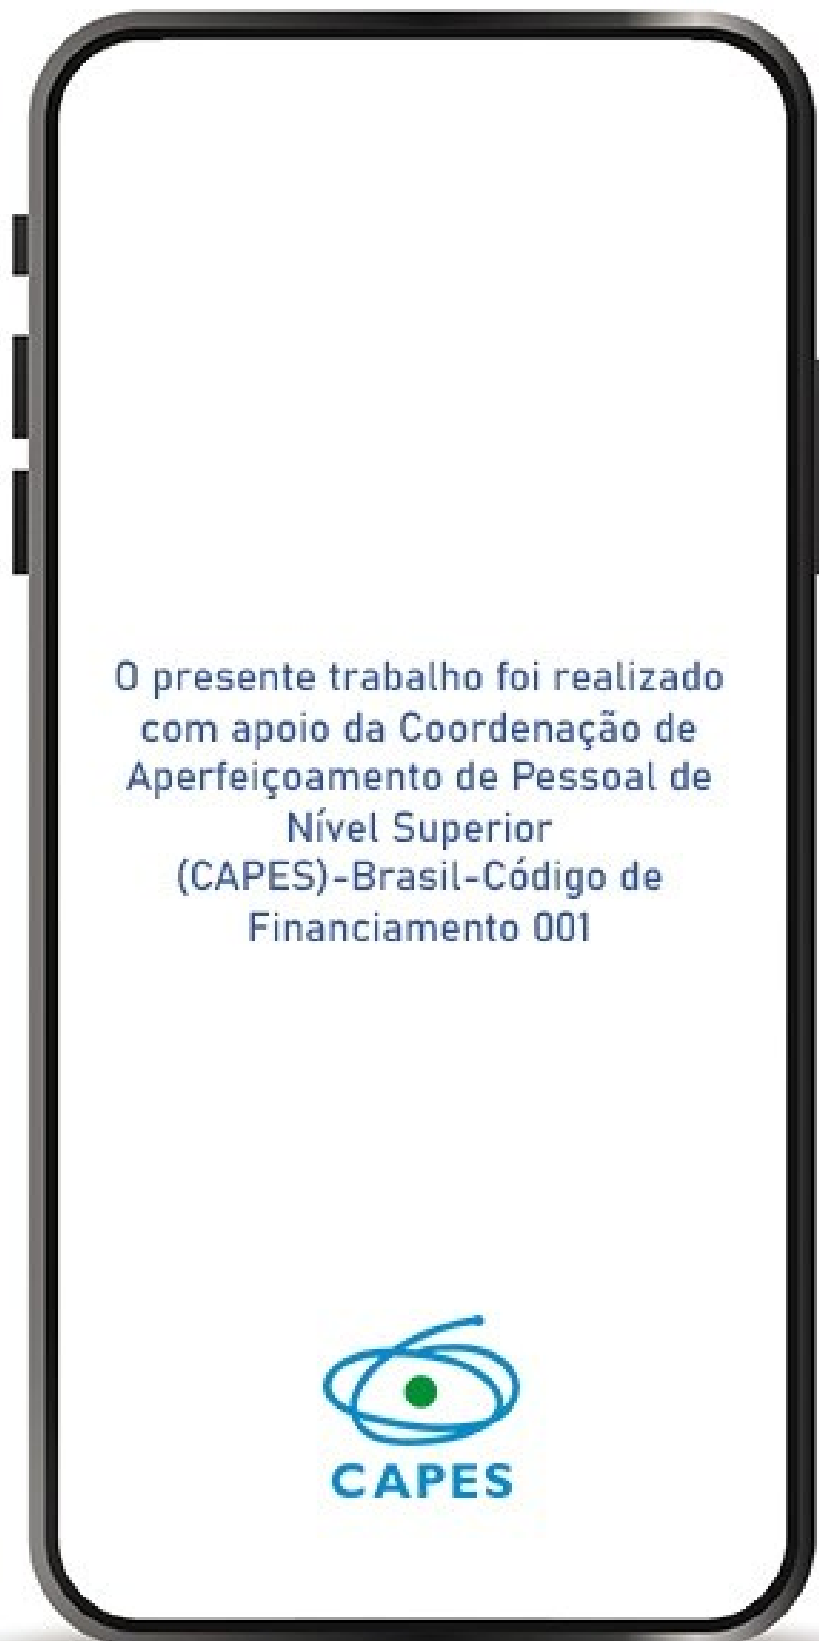 O presente trabalho foi realizado
com apoio da Coordenação de
Aperfeiçoamento de Pessoal de
Nível Superior
(CAPES)-Brasil-Código de
Financiamento 001
CAPES